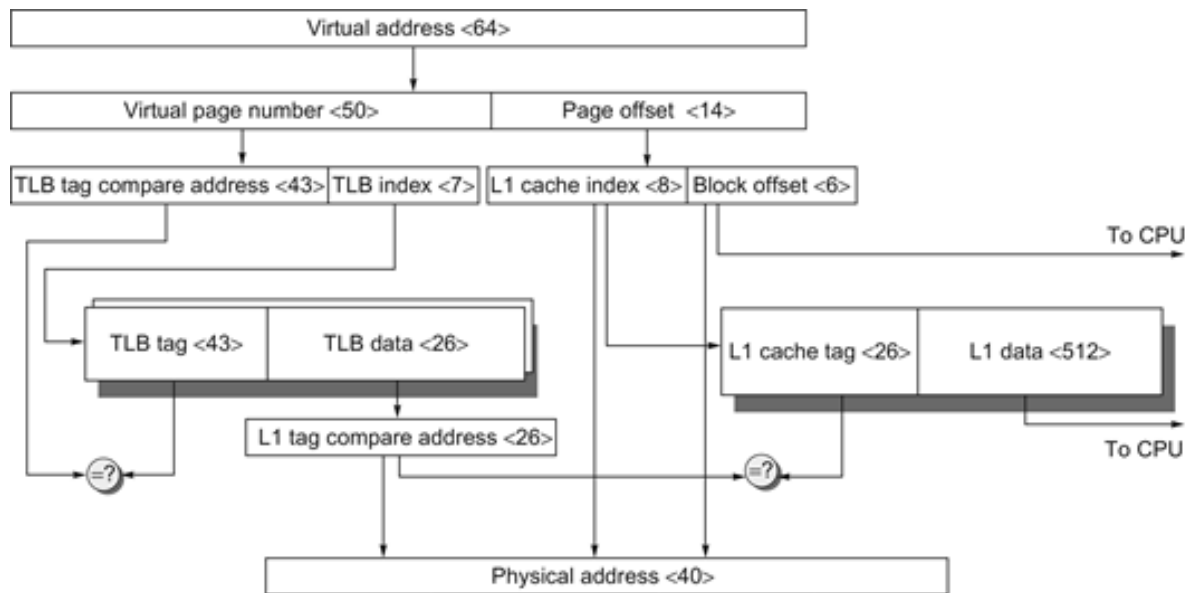 Virtual address <64>
Virtual page number <50> Page offset <14>
TLB tag compare address <43> TLB index <7> L1 cache index <8> Block offset <6>
To CPU
TLB tag <43> TLB data <26> L1 cache tag <26> L1 data <512>
L1 tag compare address <26>
To CPU
=? =?
Physical address <40>